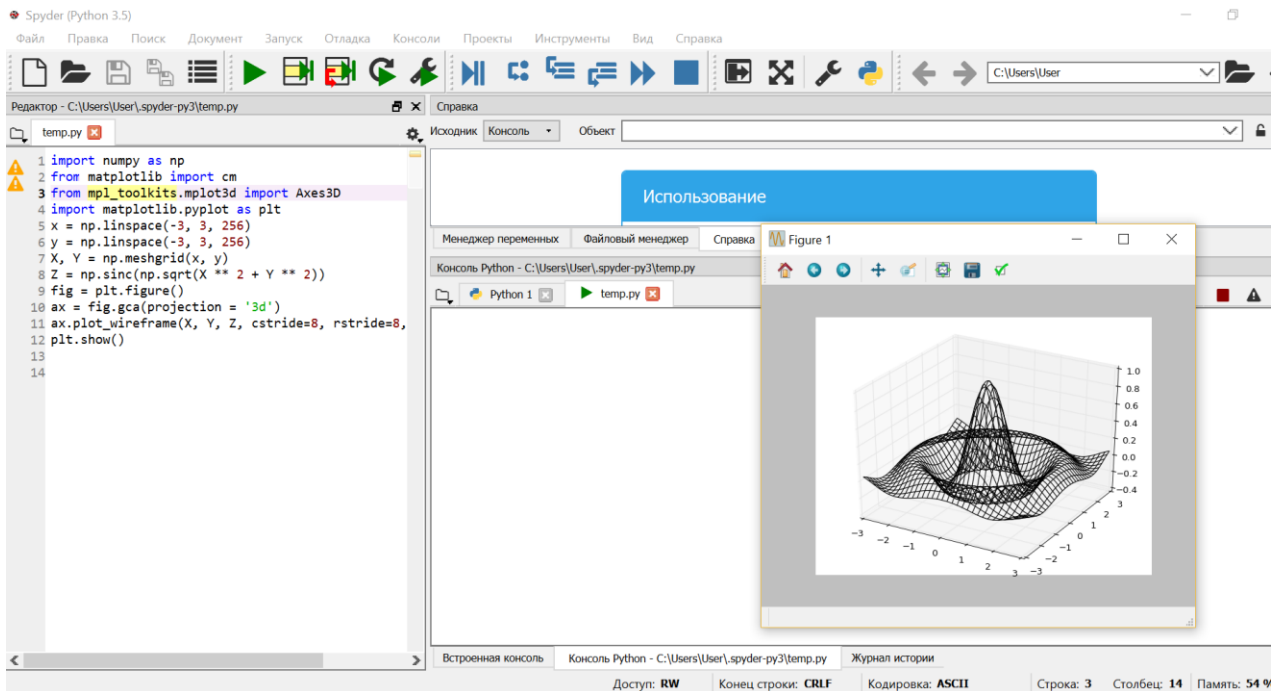 Spyder (Python 3.5)
Файл Правка Поиск Документ Запуск Отладка Консоли Проекты Инструменты Вид Справка
C:\Users\User
Редактор - C:\Users\User\.spyder-py3\temp.py
temp.py
1 import numpy as np
2 from matplotlib import cm
3 from mpl_toolkits.mplot3d import Axes3D
4 import matplotlib.pyplot as plt
5 x = np.linspace(-3, 3, 256)
6 y = np.linspace(-3, 3, 256)
7 X, Y = np.meshgrid(x, y)
8 Z = np.sinc(np.sqrt(X ** 2 + Y ** 2))
9 fig = plt.figure()
10 ax = fig.gca(projection = '3d')
11 ax.plot_wireframe(X, Y, Z, cstride=8, rstride=8,
12 plt.show()
13
14
Справка
Исходник Консоль Объект
Использование
Менеджер переменных Файловый менеджер Справка
Консоль Python - C:\Users\User\.spyder-py3\temp.py
Python 1 temp.py
Figure 1
1.0
0.8
0.6
0.4
0.2
0.0
−0.2
−0.4
−3 −2 −1 0 1 2 3
−3 −2 −1 0 1 2 3
Встроенная консоль Консоль Python - C:\Users\User\.spyder-py3\temp.py Журнал истории
Доступ: RW Конец строки: CRLF Кодировка: ASCII Строка: 3 Столбец: 14 Память: 54 %